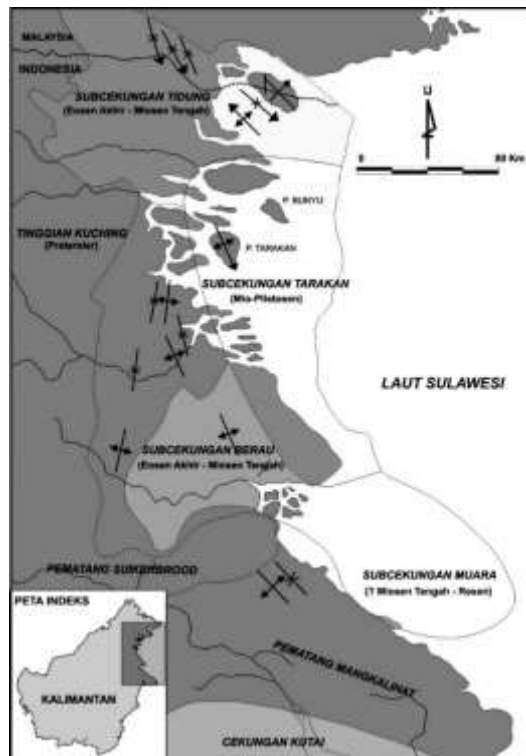 MALAYSIA
INDONESIA
SUBCEKUNGAN TIDUNG
(Eosen Akhir - Miosen Tengah)
U
0 80 Km
P. BUNYU
TINGGIAN KUCHING
(Pratersier)
P. TARAKAN
SUBCEKUNGAN TARAKAN
(Mio-Plistosen)
LAUT SULAWESI
SUBCEKUNGAN BERAU
(Eosen Akhir - Miosen Tengah)
PEMATANG SUIKERBROOD
SUBCEKUNGAN MUARA
(? Miosen Tengah - Resen)
PETA INDEKS
KALIMANTAN
PEMATANG MANGKALIHAT
CEKUNGAN KUTAI